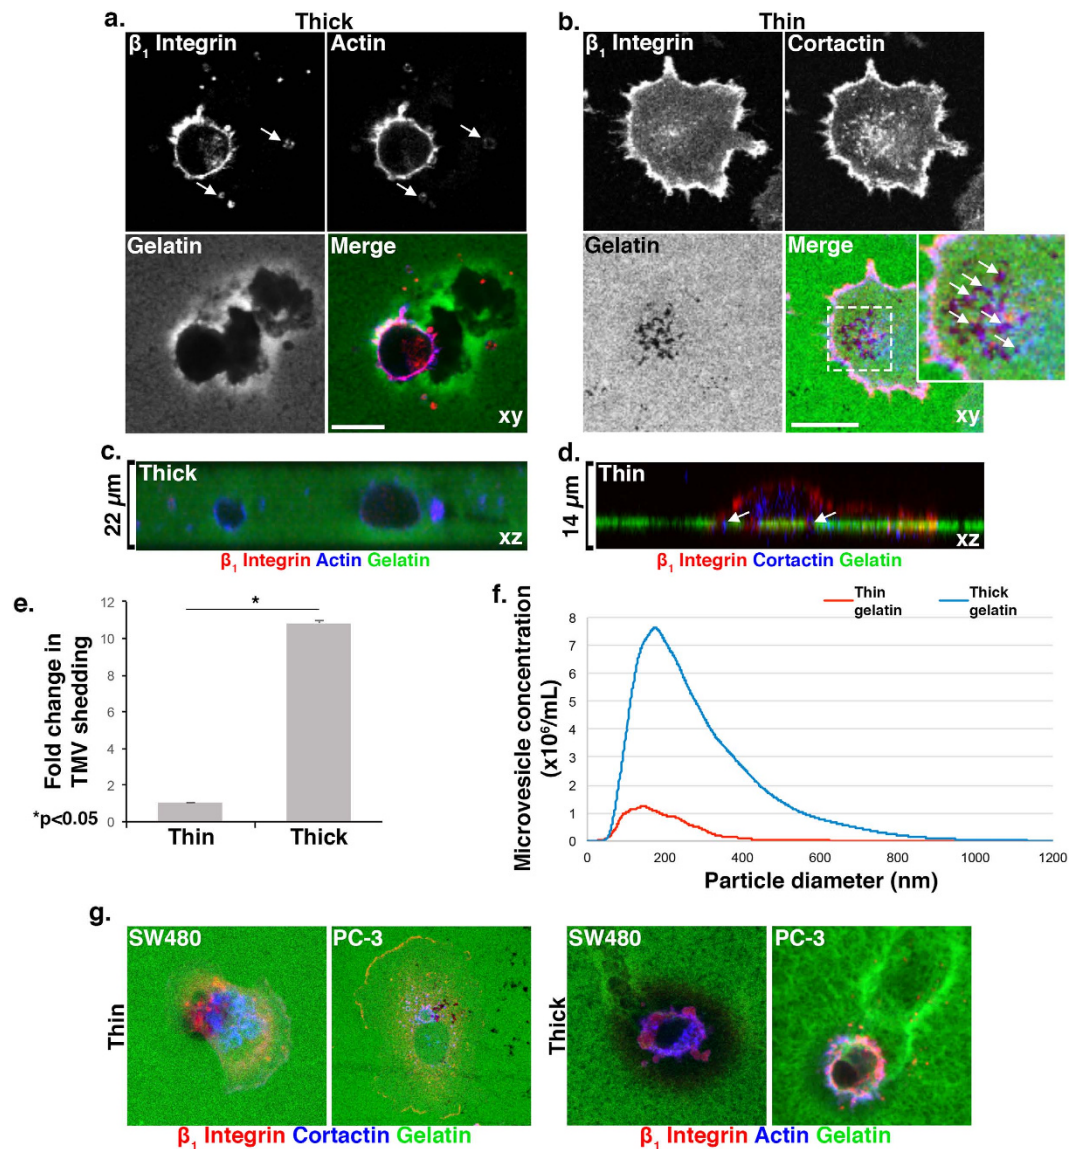 a.
Thick
β1 Integrin
Actin
Gelatin
Merge
xy
b.
Thin
β1 Integrin
Cortactin
Gelatin
Merge
xy
c.
22 µm
Thick
xz
β1 Integrin Actin Gelatin
d.
14 µm
Thin
xz
β1 Integrin Cortactin Gelatin
e.
Fold change in
TMV shedding
12
10
8
6
4
2
0
*
*p<0.05
Thin
Thick
f.
Thin
gelatin
Thick
gelatin
Microvesicle concentration
(x10⁶/mL)
8
7
6
5
4
3
2
1
0
0
200
400
600
800
1000
1200
Particle diameter (nm)
g.
Thin
SW480
PC-3
β1 Integrin Cortactin Gelatin
Thick
SW480
PC-3
β1 Integrin Actin Gelatin